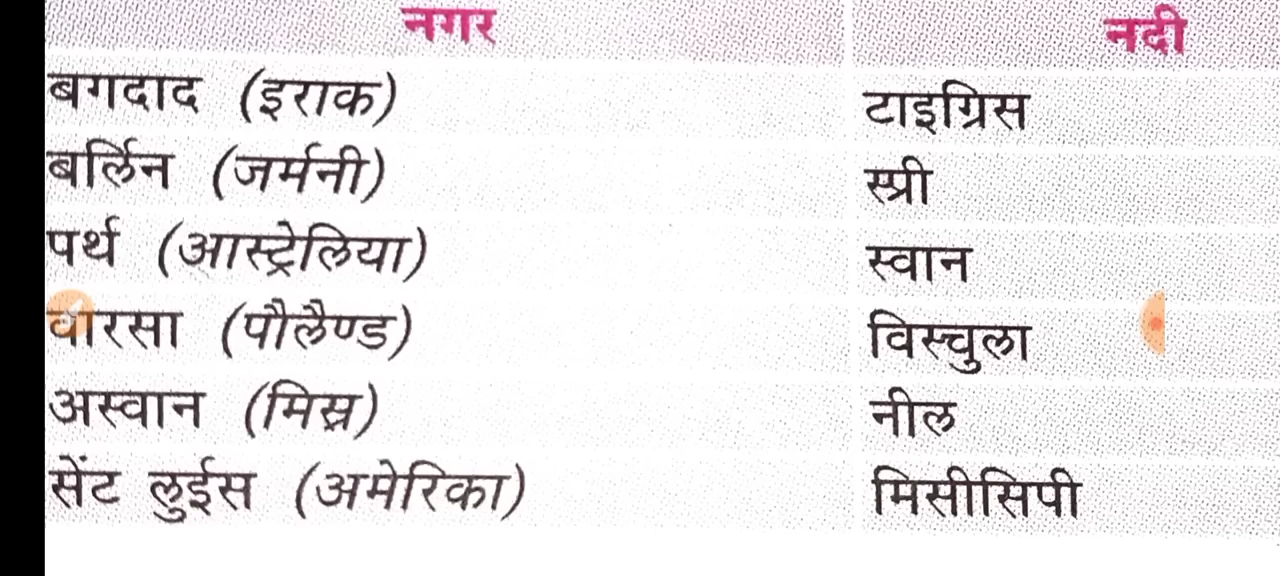 नगर नदी
बगदाद (इराक) टाइग्रिस
बर्लिन (जर्मनी) स्प्री
पर्थ (आस्ट्रेलिया) स्वान
वारसा (पौलैण्ड) विस्चुला
अस्वान (मिस्र) नील
सेंट लुईस (अमेरिका) मिसीसिपी